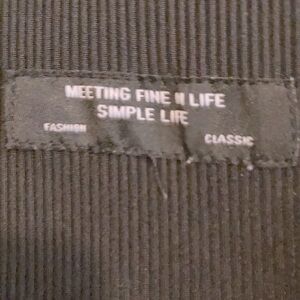 MEETING FINE N LIFE
SIMPLE LIFE
FASHION
CLASSIC